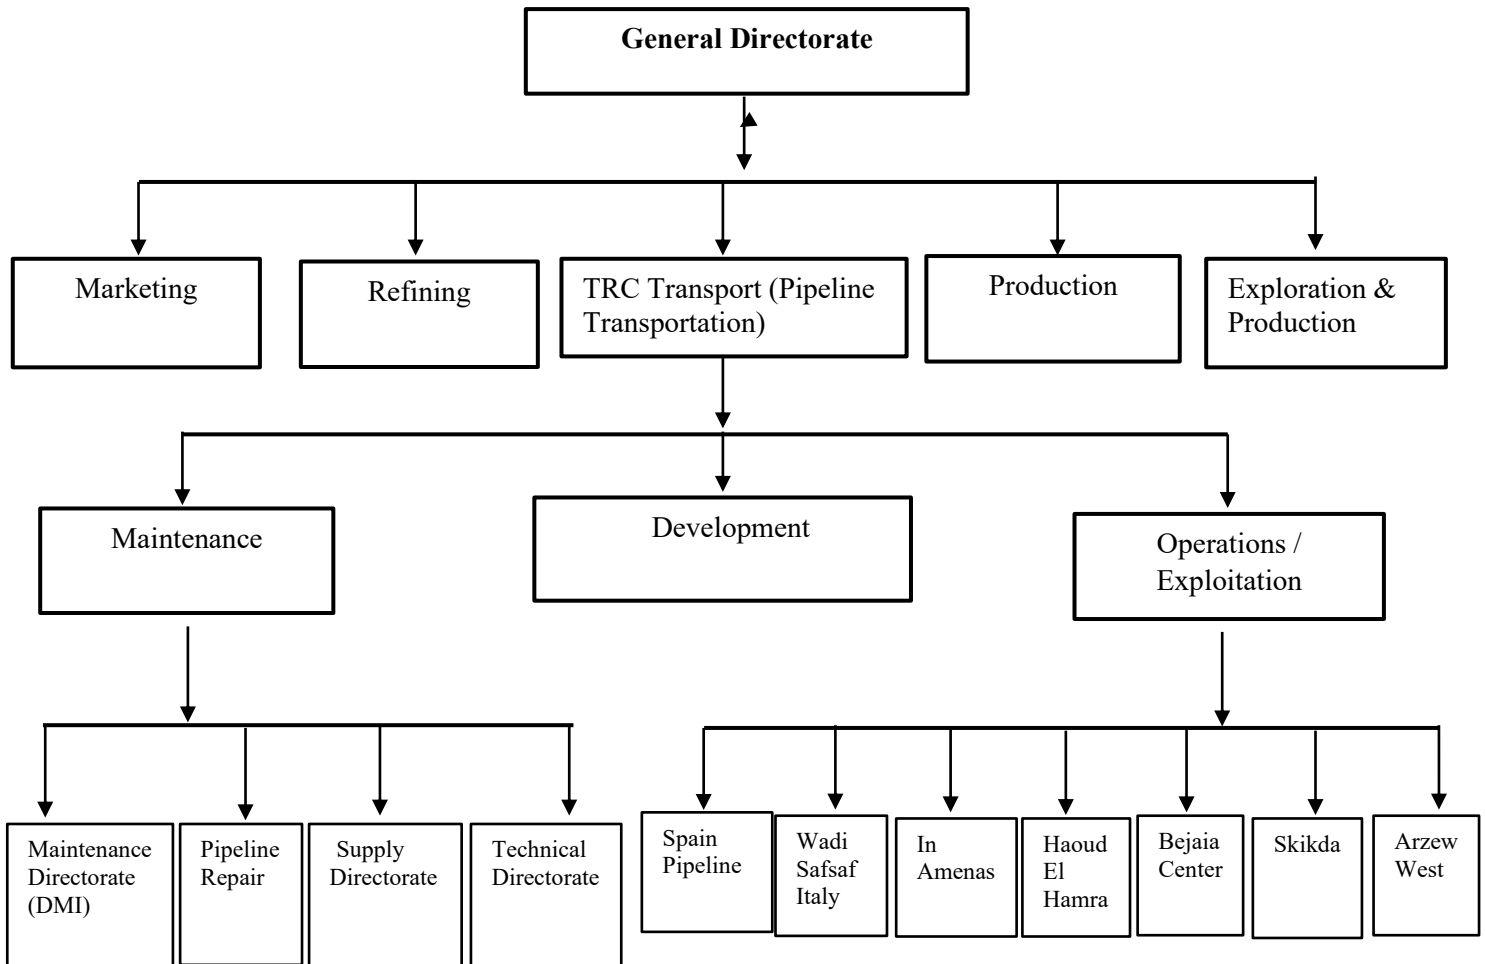 General Directorate
Marketing
Refining
TRC Transport (Pipeline
Transportation)
Production
Exploration &
Production
Maintenance
Development
Operations /
Exploitation
Maintenance
Directorate
(DMI)
Pipeline
Repair
Supply
Directorate
Technical
Directorate
Spain
Pipeline
Wadi
Safsaf
Italy
In
Amenas
Haoud
El
Hamra
Bejaia
Center
Skikda
Arzew
West